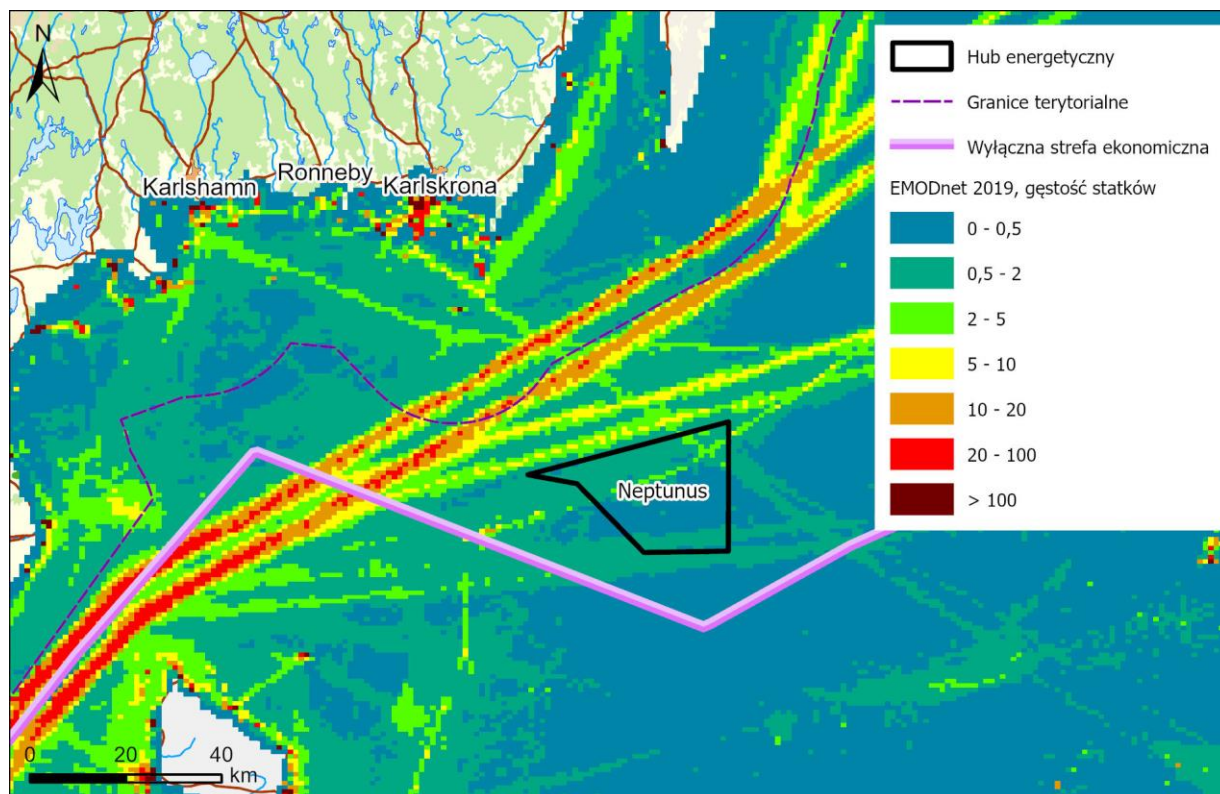 N
Karlshamn
Ronneby
Karlskrona
Neptunus
0 20 40
km
Hub energetyczny
Granice terytorialne
Wyłączna strefa ekonomiczna
EMODnet 2019, gęstość statków
0 - 0,5
0,5 - 2
2 - 5
5 - 10
10 - 20
20 - 100
> 100